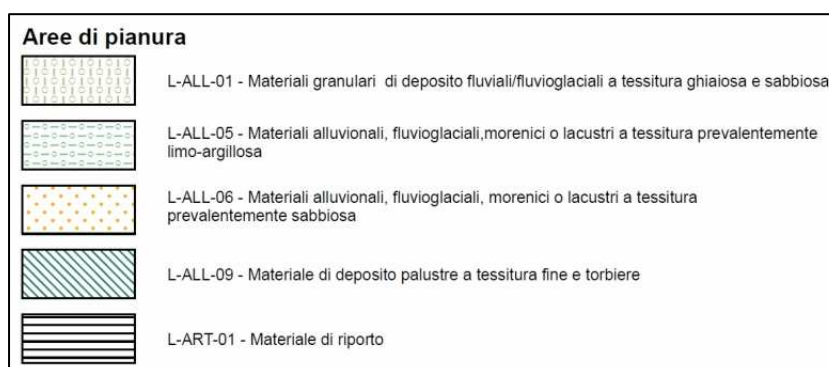 Aree di pianura
L-ALL-01 - Materiali granulari di deposito fluviali/fluvioglaciali a tessitura ghiaiosa e sabbiosa
L-ALL-05 - Materiali alluvionali, fluvioglaciali,morenici o lacustri a tessitura prevalentemente
limo-argillosa
L-ALL-06 - Materiali alluvionali, fluvioglaciali, morenici o lacustri a tessitura
prevalentemente sabbiosa
L-ALL-09 - Materiale di deposito palustre a tessitura fine e torbiere
L-ART-01 - Materiale di riporto